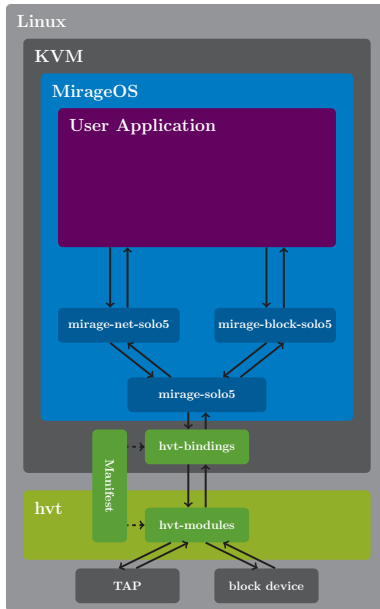 Linux
KVM
MirageOS
User Application
mirage-net-solo5
mirage-block-solo5
mirage-solo5
hvt-bindings
Manifest
hvt
hvt-modules
TAP
block device